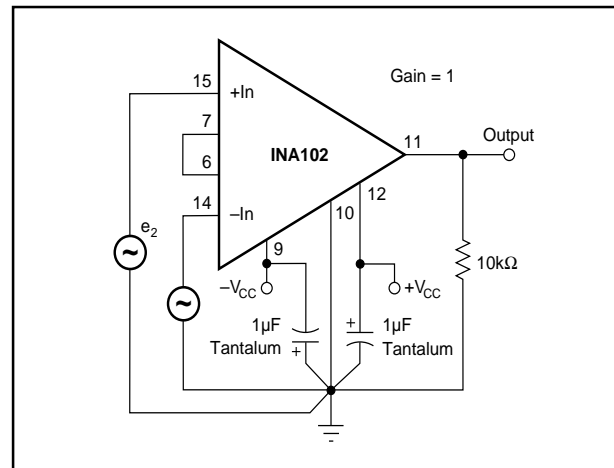 Gain = 1
15
+In
7
6
INA102
11
Output
14
–In
12
10
9
e2
10kΩ
–VCC
+VCC
1µF
Tantalum
+
+
1µF
Tantalum